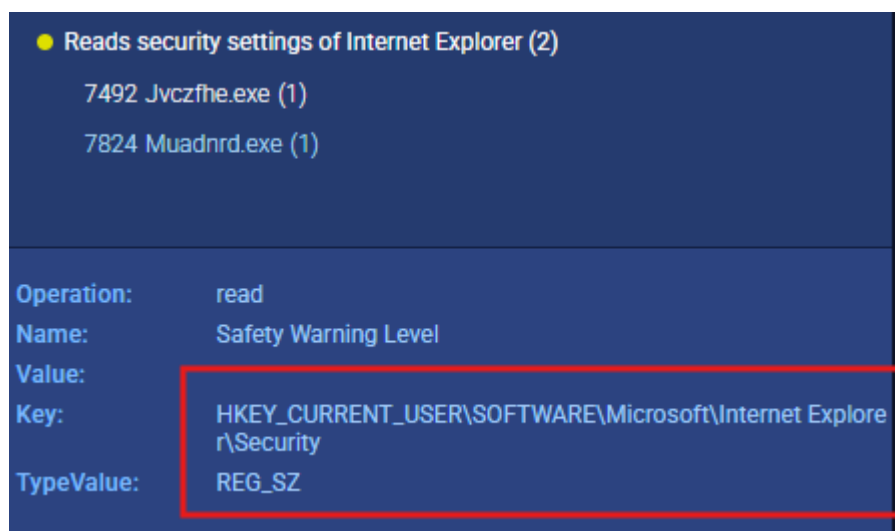 Reads security settings of Internet Explorer (2)
7492 Jvczfhe.exe (1)
7824 Muadnrd.exe (1)
Operation: read
Name: Safety Warning Level
Value:
Key: HKEY_CURRENT_USER\SOFTWARE\Microsoft\Internet Explore
r\Security
TypeValue: REG_SZ